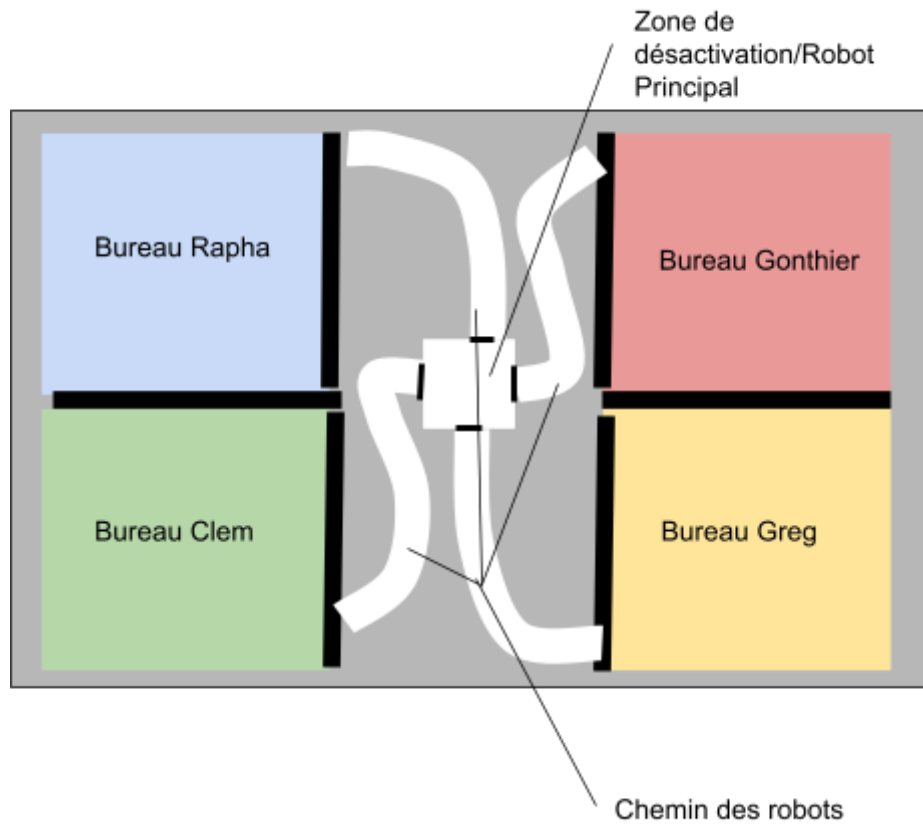 Zone de
désactivation/Robot
Principal
Bureau Rapha
Bureau Gonthier
Bureau Clem
Bureau Greg
Chemin des robots